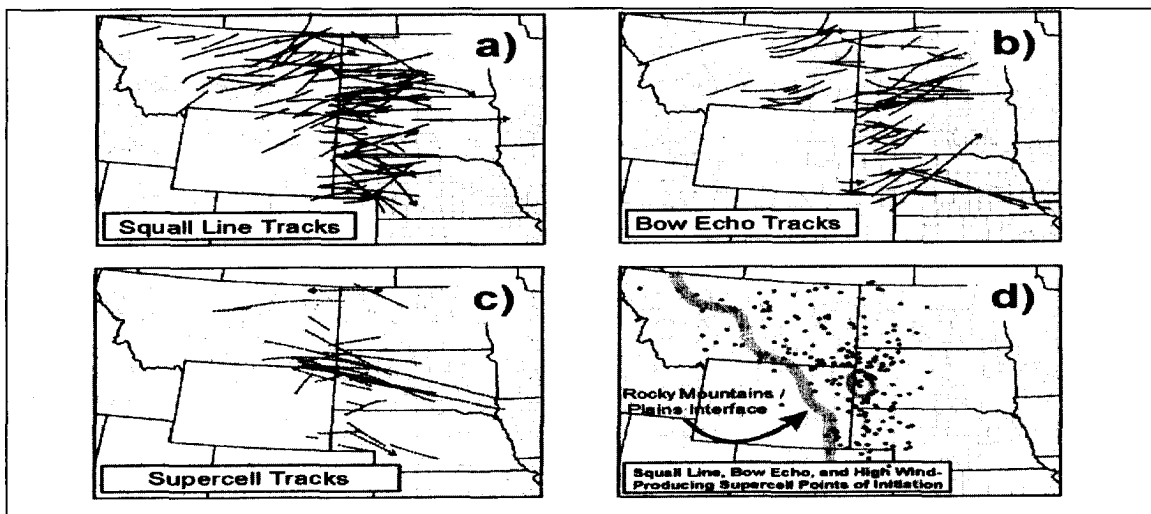 a)
Squall Line Tracks
b)
Bow Echo Tracks
c)
Supercell Tracks
d)
Rocky Mountains /
Plains Interface
Squall Line, Bow Echo, and High Wind-
Producing Supercell Points of Initiation